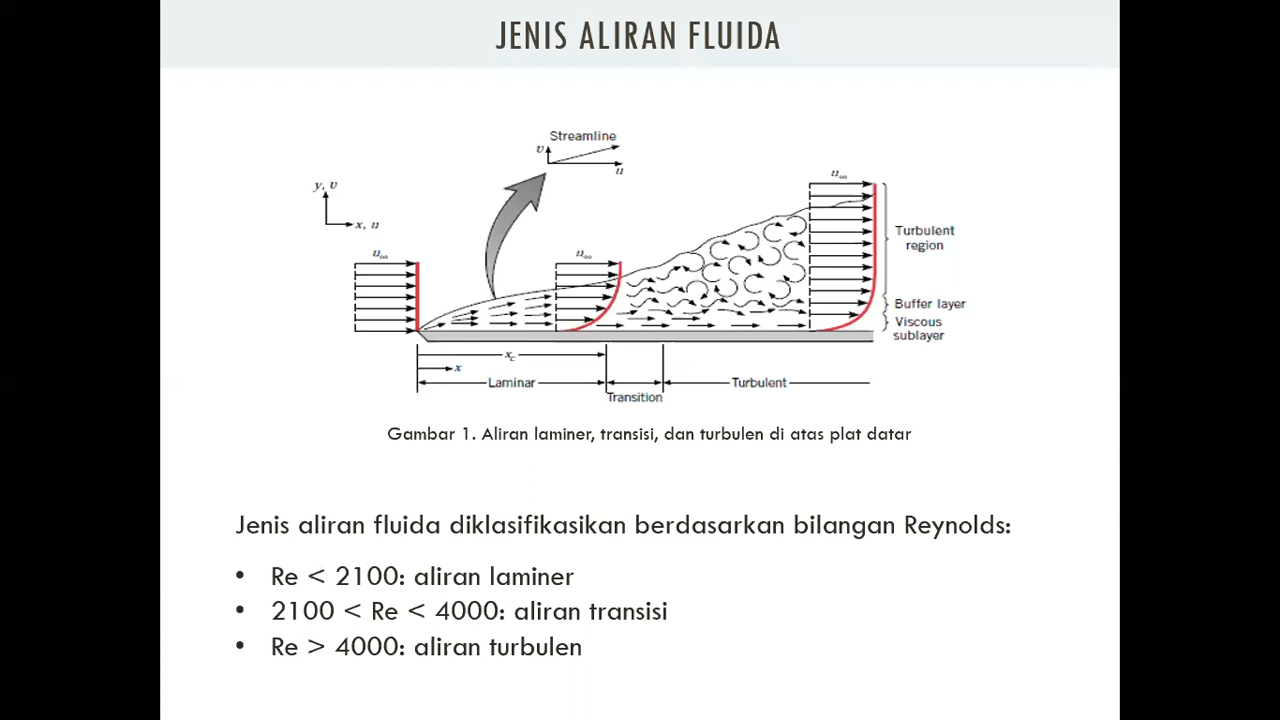 JENIS ALIRAN FLUIDA
Streamline
v
u
y, v
x, u
u∞
u∞
u∞
Turbulent
region
Buffer layer
Viscous
sublayer
xc
x
Laminar
Transition
Turbulent
Gambar 1. Aliran laminer, transisi, dan turbulen di atas plat datar
Jenis aliran fluida diklasifikasikan berdasarkan bilangan Reynolds:
• Re < 2100: aliran laminer
• 2100 < Re < 4000: aliran transisi
• Re > 4000: aliran turbulen